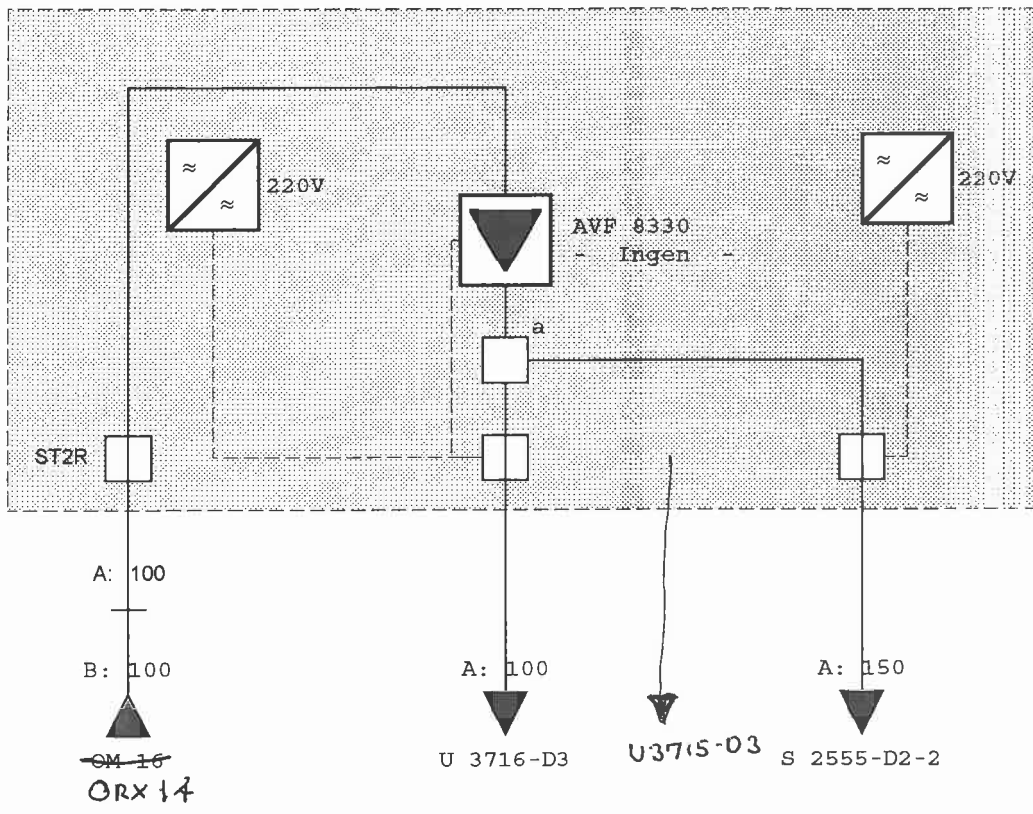 220V
220V
AVF 8330
- Ingen -
a
ST2R
A: 100
B: 100
A: 100
A: 150
OM 16
ORX 14
U 3716-D3
U3715-D3
S 2555-D2-2